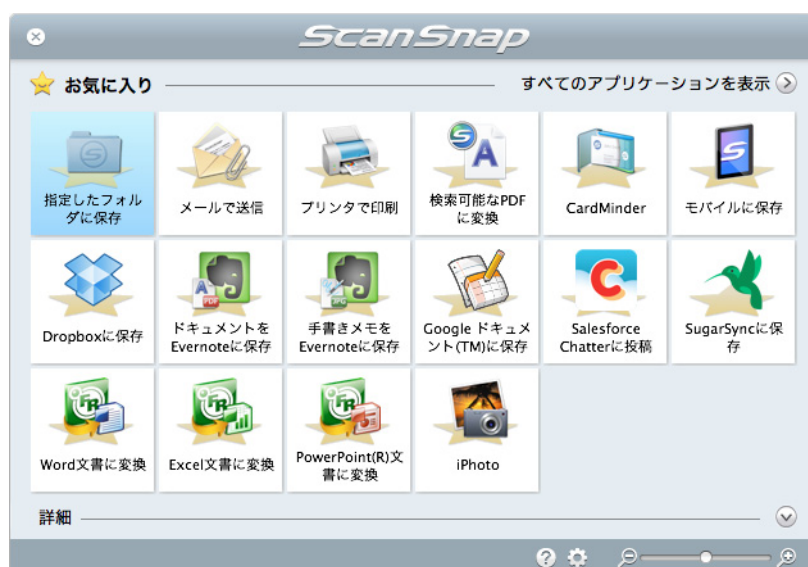 ScanSnap
お気に入り
すべてのアプリケーションを表示
指定したフォル
ダに保存
メールで送信
プリンタで印刷
検索可能なPDF
に変換
CardMinder
モバイルに保存
Dropboxに保存
ドキュメントを
Evernoteに保存
手書きメモを
Evernoteに保存
Google ドキュメ
ント(TM)に保存
Salesforce
Chatterに投稿
SugarSyncに保
存
Word文書に変換
Excel文書に変換
PowerPoint(R)文
書に変換
iPhoto
詳細